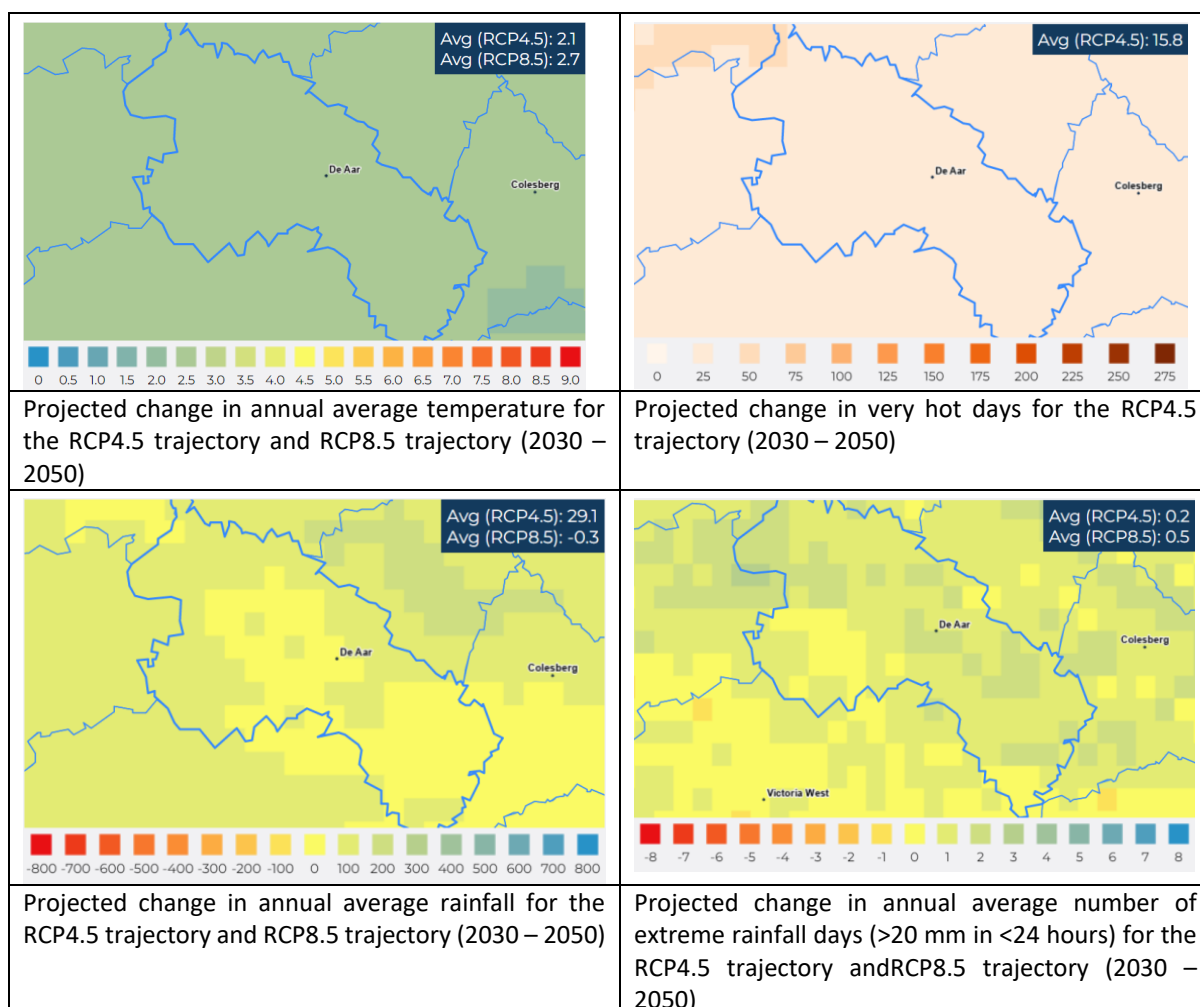 Avg (RCP4.5): 2.1
Avg (RCP8.5): 2.7
De Aar
Colesberg
0 0.5 1.0 1.5 2.0 2.5 3.0 3.5 4.0 4.5 5.0 5.5 6.0 6.5 7.0 7.5 8.0 8.5 9.0
Projected change in annual average temperature for
the RCP4.5 trajectory and RCP8.5 trajectory (2030 –
2050)
Avg (RCP4.5): 15.8
De Aar
Colesberg
0 25 50 75 100 125 150 175 200 225 250 275
Projected change in very hot days for the RCP4.5
trajectory (2030 – 2050)
Avg (RCP4.5): 29.1
Avg (RCP8.5): -0.3
De Aar
Colesberg
-800 -700 -600 -500 -400 -300 -200 -100 0 100 200 300 400 500 600 700 800
Projected change in annual average rainfall for the
RCP4.5 trajectory and RCP8.5 trajectory (2030 – 2050)
Avg (RCP4.5): 0.2
Avg (RCP8.5): 0.5
De Aar
Colesberg
Victoria West
-8 -7 -6 -5 -4 -3 -2 -1 0 1 2 3 4 5 6 7 8
Projected change in annual average number of
extreme rainfall days (>20 mm in <24 hours) for the
RCP4.5 trajectory andRCP8.5 trajectory (2030 –
2050)